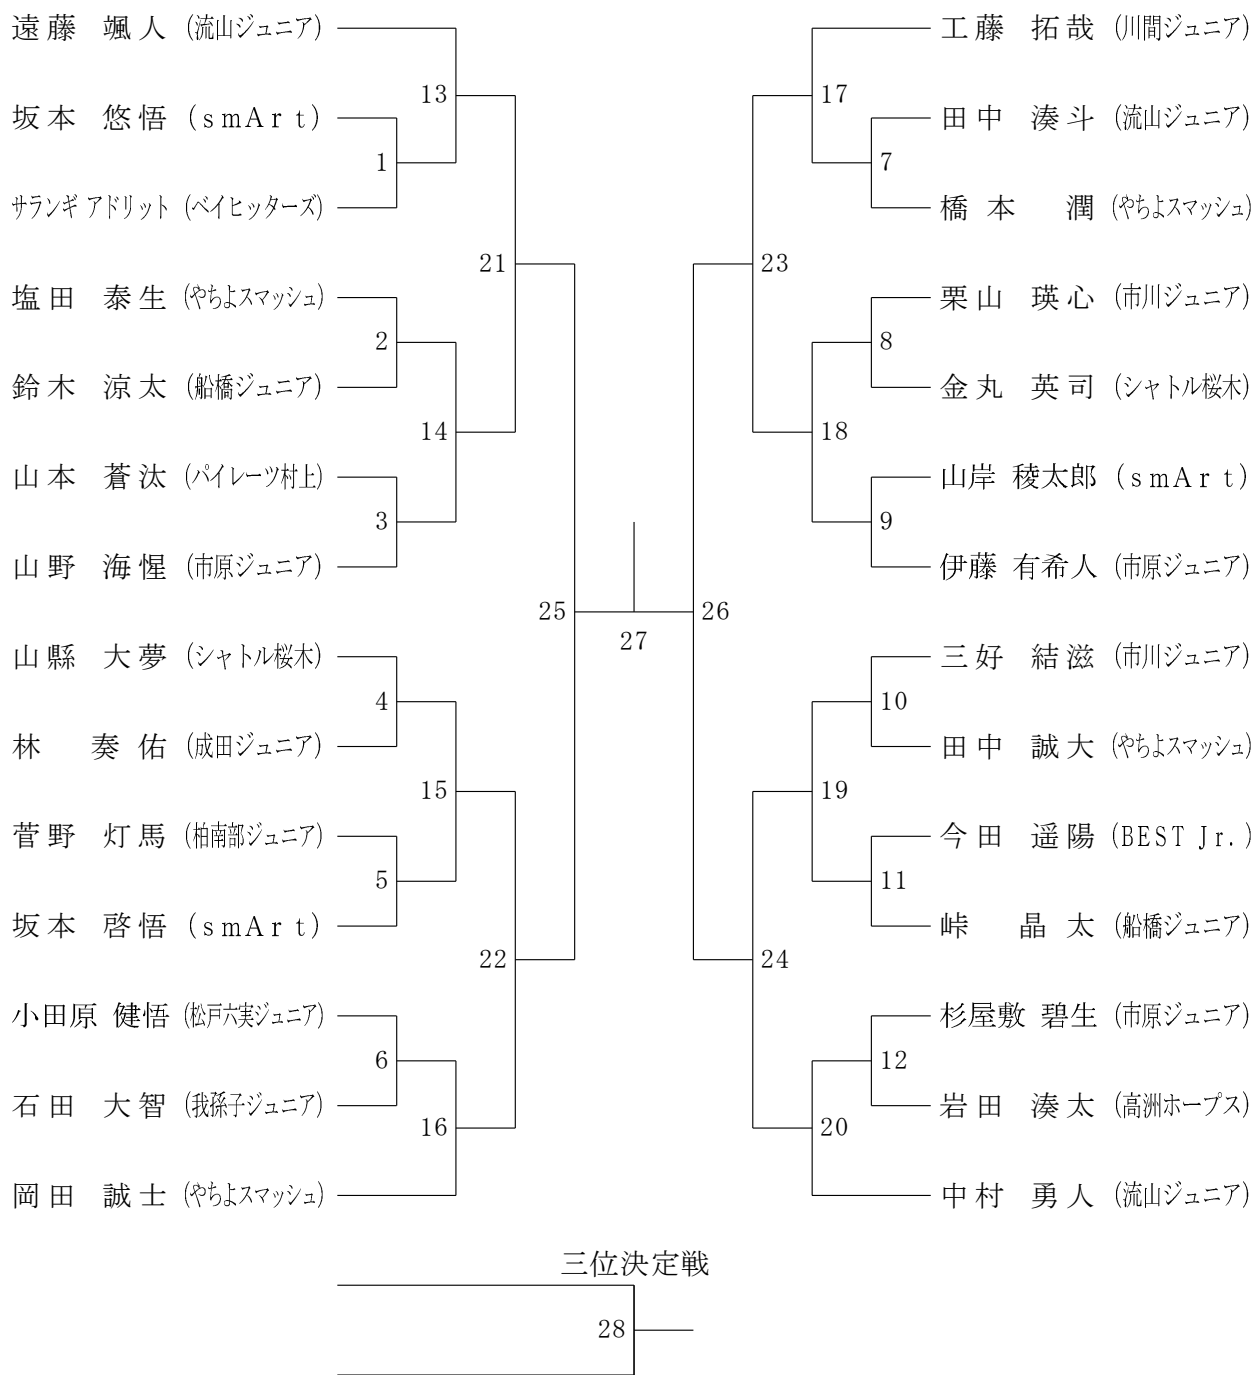 遠藤 颯人 (流山ジュニア)
13
坂本 悠悟 (smArt)
1
サランギ アドリット (ベイヒッターズ)
21
塩田 泰生 (やちよスマッシュ)
2
鈴木 涼太 (船橋ジュニア)
14
山本 蒼汰 (パイレーツ村上)
3
山野 海惺 (市原ジュニア)
25
山縣 大夢 (シャトル桜木)
4
林 奏佑 (成田ジュニア)
15
菅野 灯馬 (柏南部ジュニア)
5
坂本 啓悟 (smArt)
22
小田原 健悟 (松戸六実ジュニア)
6
石田 大智 (我孫子ジュニア)
16
岡田 誠士 (やちよスマッシュ)
27
工藤 拓哉 (川間ジュニア)
17
田中 湊斗 (流山ジュニア)
7
橋本 潤 (やちよスマッシュ)
23
栗山 瑛心 (市川ジュニア)
8
金丸 英司 (シャトル桜木)
18
山岸 稜太郎 (smArt)
9
伊藤 有希人 (市原ジュニア)
26
三好 結滋 (市川ジュニア)
10
田中 誠大 (やちよスマッシュ)
19
今田 遥陽 (BEST Jr.)
11
峠 晶太 (船橋ジュニア)
24
杉屋敷 碧生 (市原ジュニア)
12
岩田 湊太 (高洲ホープス)
20
中村 勇人 (流山ジュニア)
三位決定戦
28